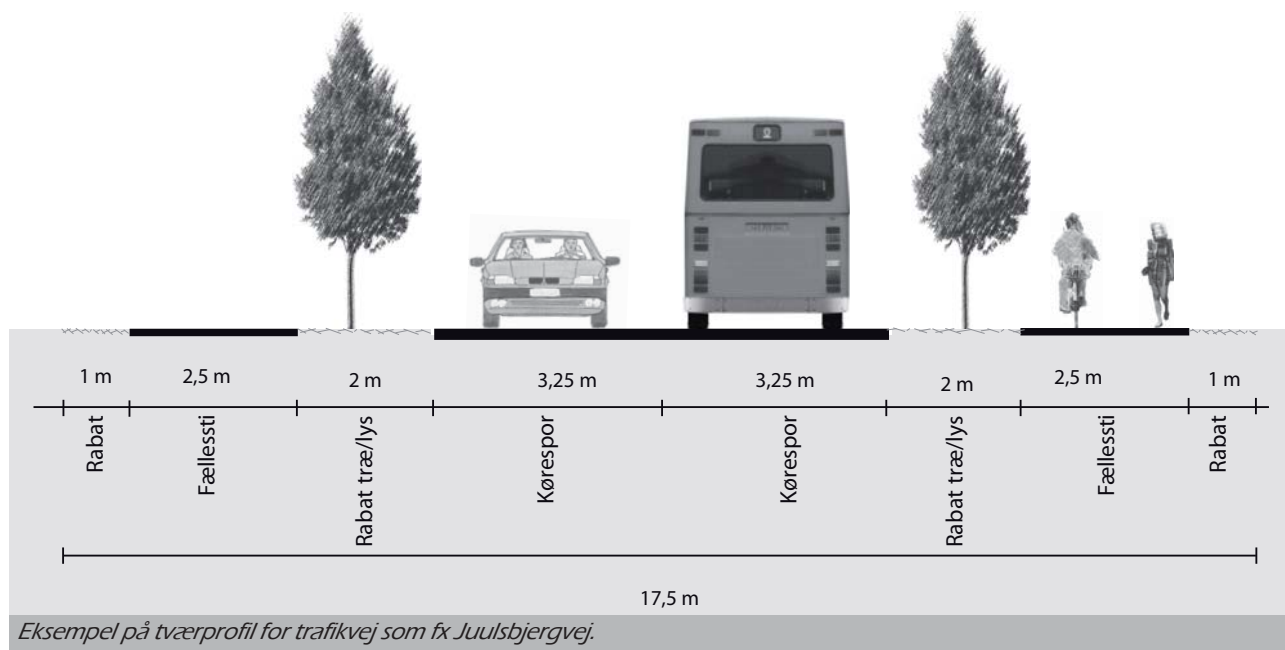 1 m 2,5 m 2 m 3,25 m 3,25 m 2 m 2,5 m 1 m
Rabat
Fællessti
Rabat træ/lys
Kørespor
Kørespor
Rabat træ/lys
Fællessti
Rabat
17,5 m
Eksempel på tværprofil for trafikvej som fx Juulsbjergvej.